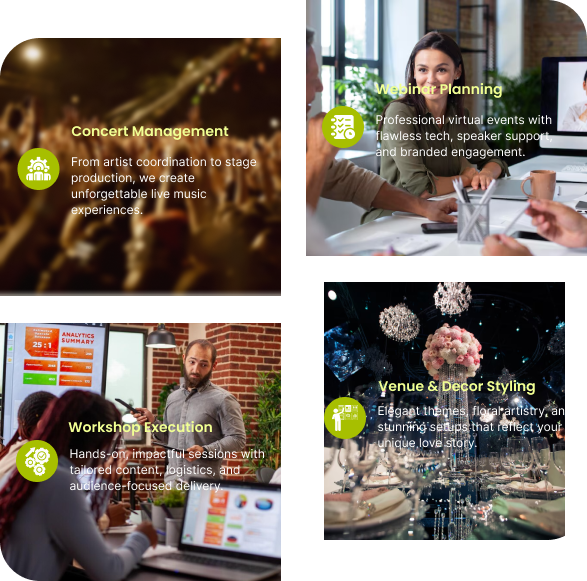 Concert Management
From artist coordination to stage
production, we create
unforgettable live music
experiences.
Webinar Planning
Professional virtual events with
flawless tech, speaker support,
and branded engagement.
ANALYTICS
SUMMARY
25:1
Workshop Execution
Hands-on, impactful sessions with
tailored content, logistics, and
audience-focused delivery.
Venue & Decor Styling
Elegant themes, floral artistry, an
stunning setups that reflect your
unique love story.